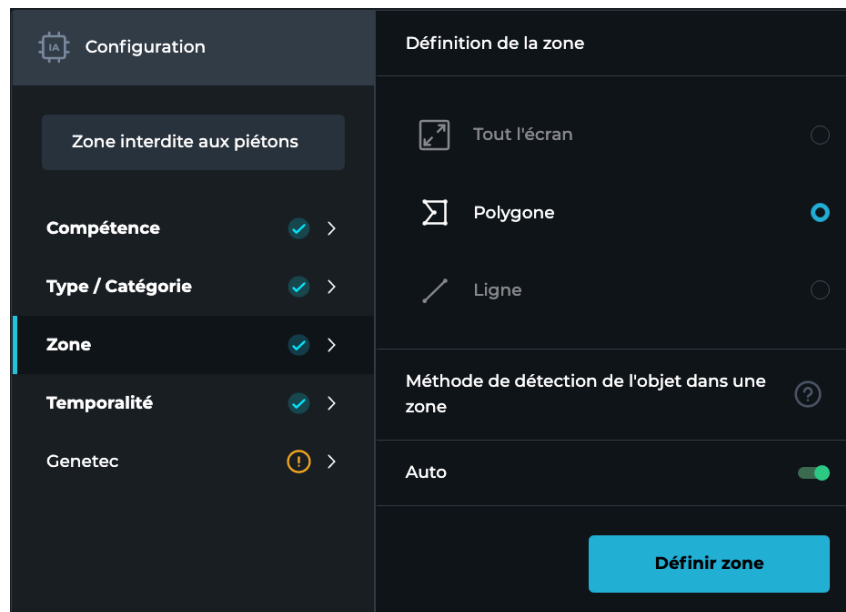 IA
Configuration
Zone interdite aux piétons
Compétence
Type / Catégorie
Zone
Temporalité
Genetec
Définition de la zone
Tout l'écran
Polygone
Ligne
Méthode de détection de l'objet dans une
zone
?
Auto
Définir zone